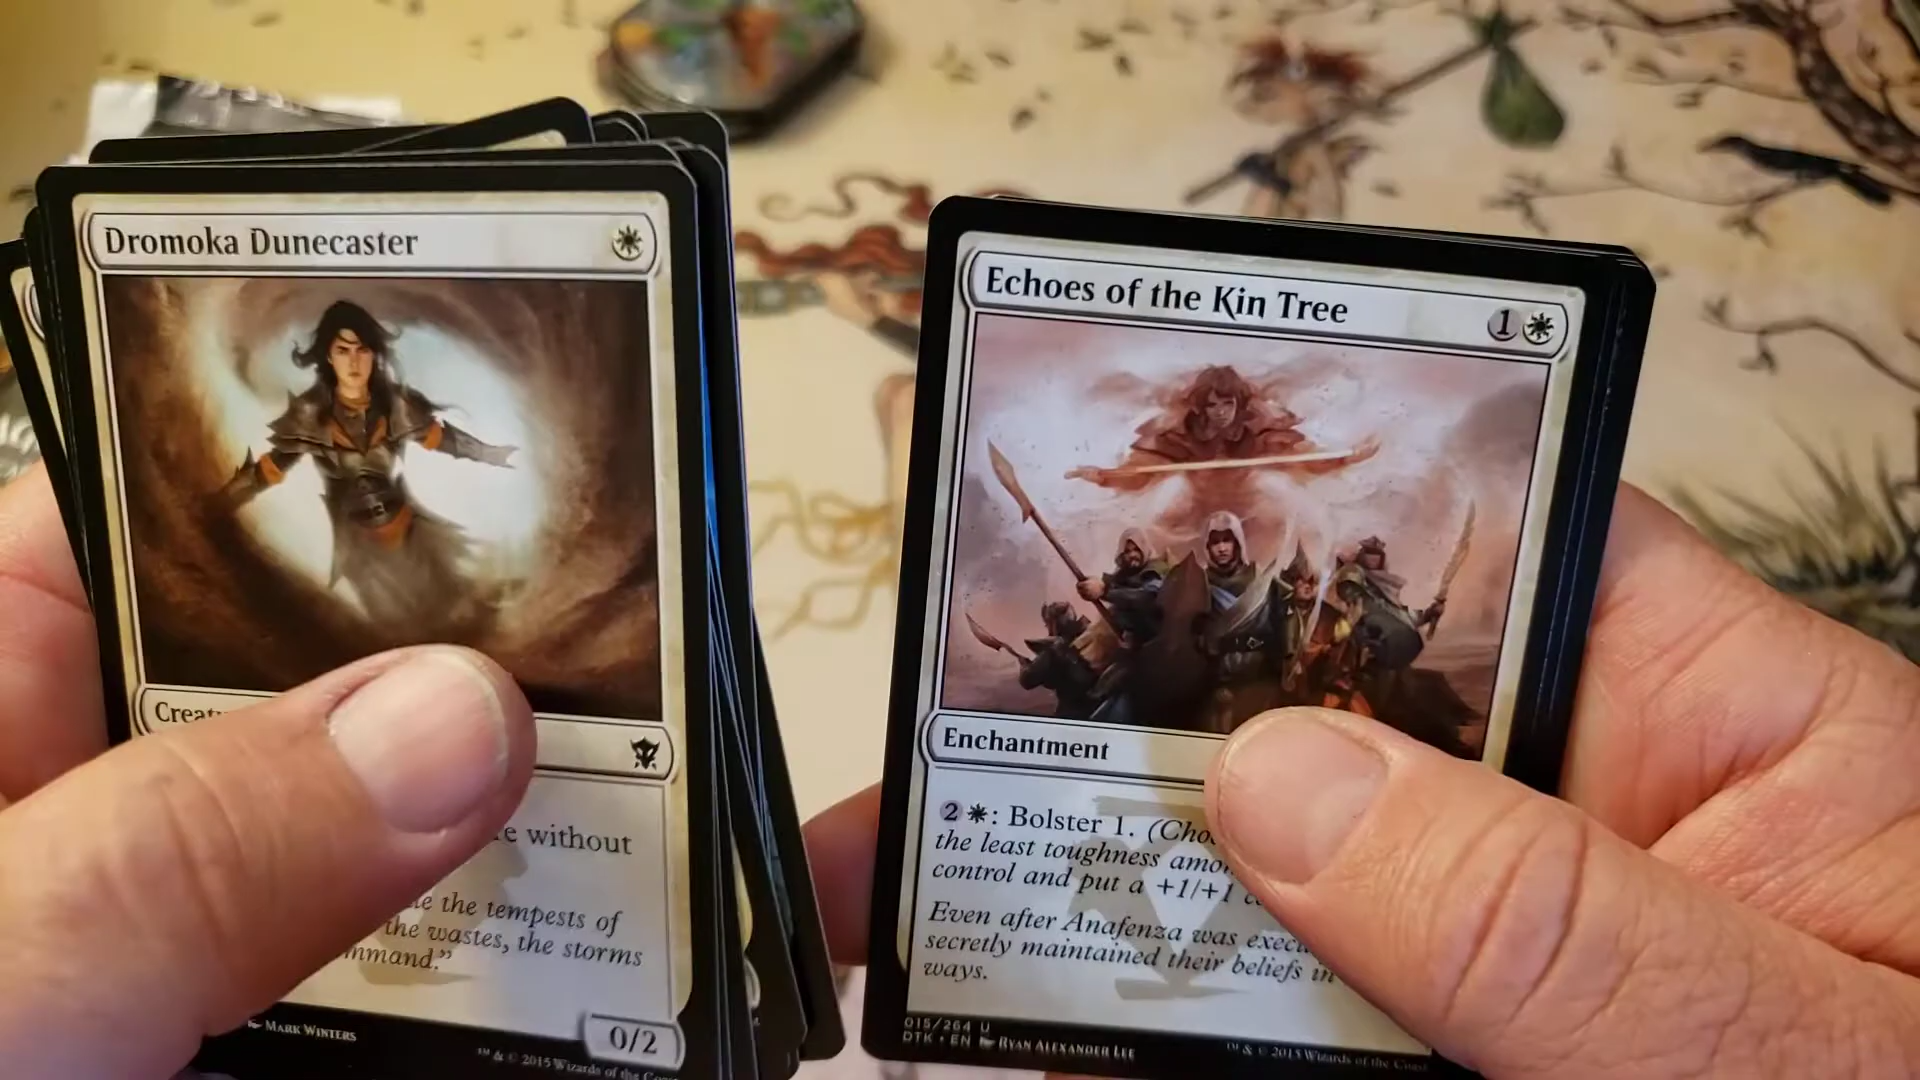 Dromoka Dunecaster
Creat
re without
e the tempests of
the wastes, the storms
mmand."
MARK WINTERS
0/2
™ & © 2015 Wizards of the Coast
Echoes of the Kin Tree
1
Enchantment
2 : Bolster 1. (Choo
the least toughness amon
control and put a +1/+1 c
Even after Anafenza was execu
secretly maintained their beliefs in
ways.
015/264 U
DTK • EN RYAN ALEXANDER LEE
™ & © 2015 Wizards of the Coast